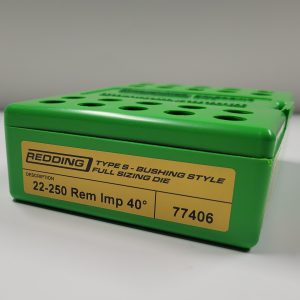 REDDING
TYPE S - BUSHING STYLE
FULL SIZING DIE
DESCRIPTION
22-250 Rem Imp 40°
77406